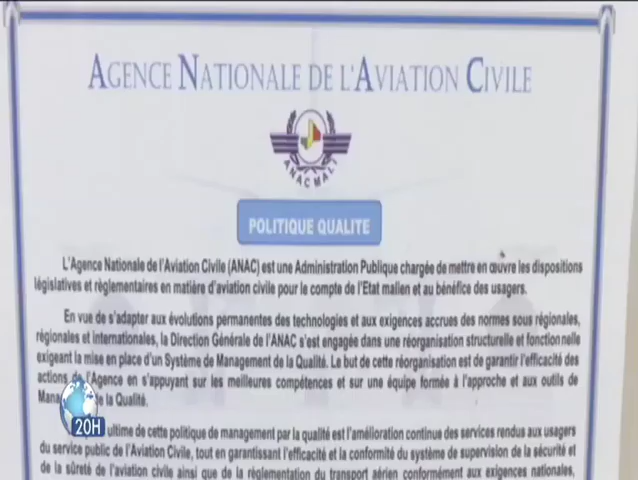 AGENCE NATIONALE DE L'AVIATION CIVILE
ANAC MALI
POLITIQUE QUALITE
L'Agence Nationale de l'Aviation Civile (ANAC) est une Administration Publique chargée de mettre en œuvre les dispositions
législatives et règlementaires en matière d'aviation civile pour le compte de l'Etat malien et au bénéfice des usagers.
En vue de s'adapter aux évolutions permanentes des technologies et aux exigences accrues des normes sous régionales,
régionales et internationales, la Direction Générale de l'ANAC s'est engagée dans une réorganisation structurelle et fonctionnelle
exigeant la mise en place d'un Système de Management de la Qualité. Le but de cette réorganisation est de garantir l'efficacité des
actions de l'Agence en s'appuyant sur les meilleures compétences et sur une équipe formée à l'approche et aux outils de
Mana de la Qualité.
20H
ultime de cette politique de management par la qualité est l'amélioration continue des services rendus aux usagers
du service public de l'Aviation Civile, tout en garantissant l'efficacité et la conformité du système de supervision de la sécurité et
de la sûreté de l'aviation civile ainsi que de la réglementation du transport aérien conformément aux exigences nationales,